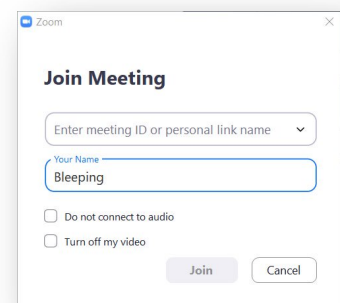 Zoom
Join Meeting
Enter meeting ID or personal link name
Your Name
Bleeping
Do not connect to audio
Turn off my video
Join Cancel